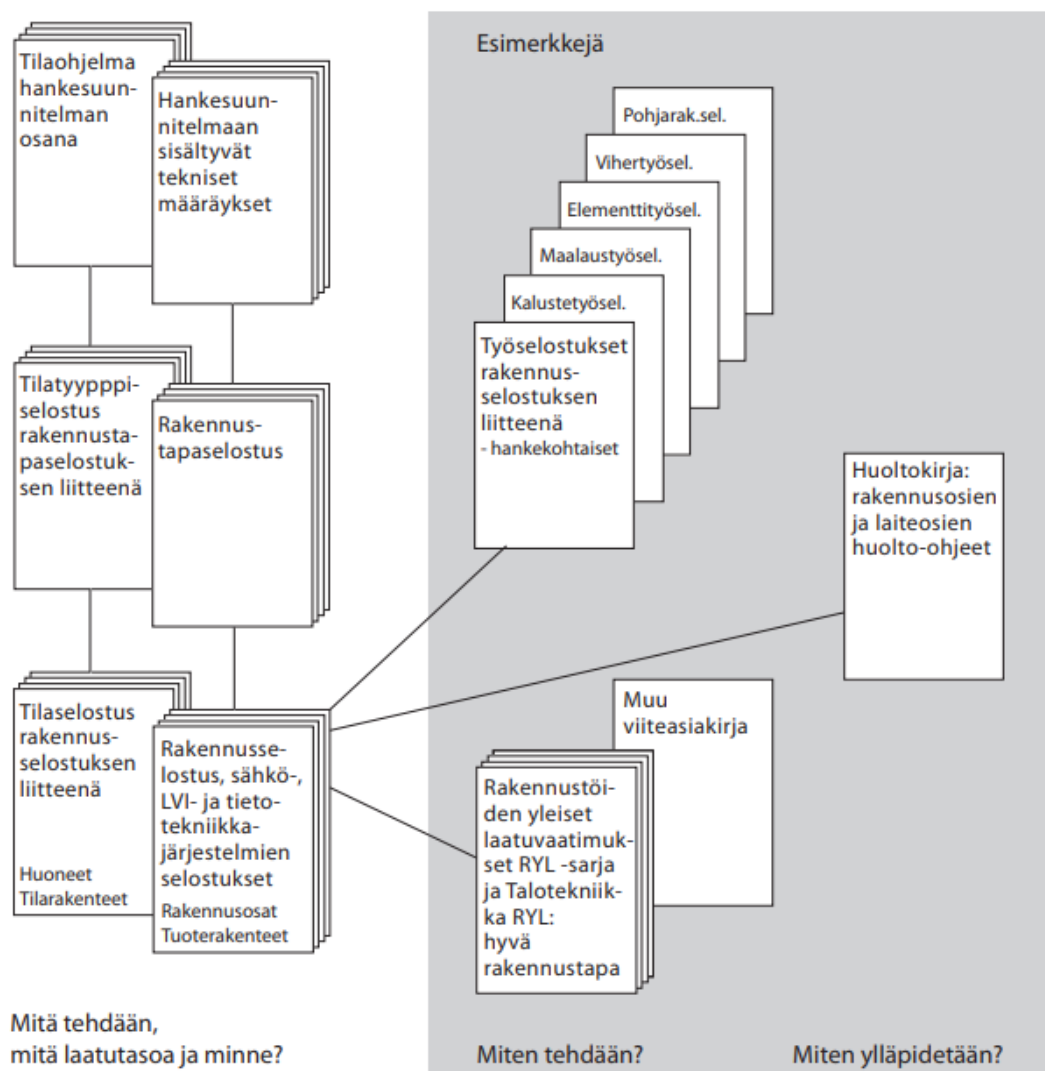 Tilaohjelma
hankesuun-
nitelman
osana
Hankesuun-
nitelmaan
sisältyvät
tekniset
määräykset
Tilatyypppi-
selostus
rakennusta-
paselostuk-
sen liitteenä
Rakennus-
tapaselostus
Tilaselostus
rakennus-
selostuksen
liitteenä
Huoneet
Tilarakenteet
Rakennusse-
lostus, sähkö-,
LVI- ja tieto-
tekniikka-
järjestelmien
selostukset
Rakennusosat
Tuoterakenteet
Mitä tehdään,
mitä laatutasoa ja minne?
Esimerkkejä
Pohjarak.sel.
Vihertyösel.
Elementtityösel.
Maalaustyösel.
Kalustetyösel.
Työselostukset
rakennus-
selostuksen
liitteenä
- hankekohtaiset
Huoltokirja:
rakennusosien
ja laiteosien
huolto-ohjeet
Muu
viiteasiakirja
Rakennustöi-
den yleiset
laatuvaatimuk-
set RYL -sarja
ja Talotekniik-
ka RYL:
hyvä
rakennustapa
Miten tehdään?
Miten ylläpidetään?